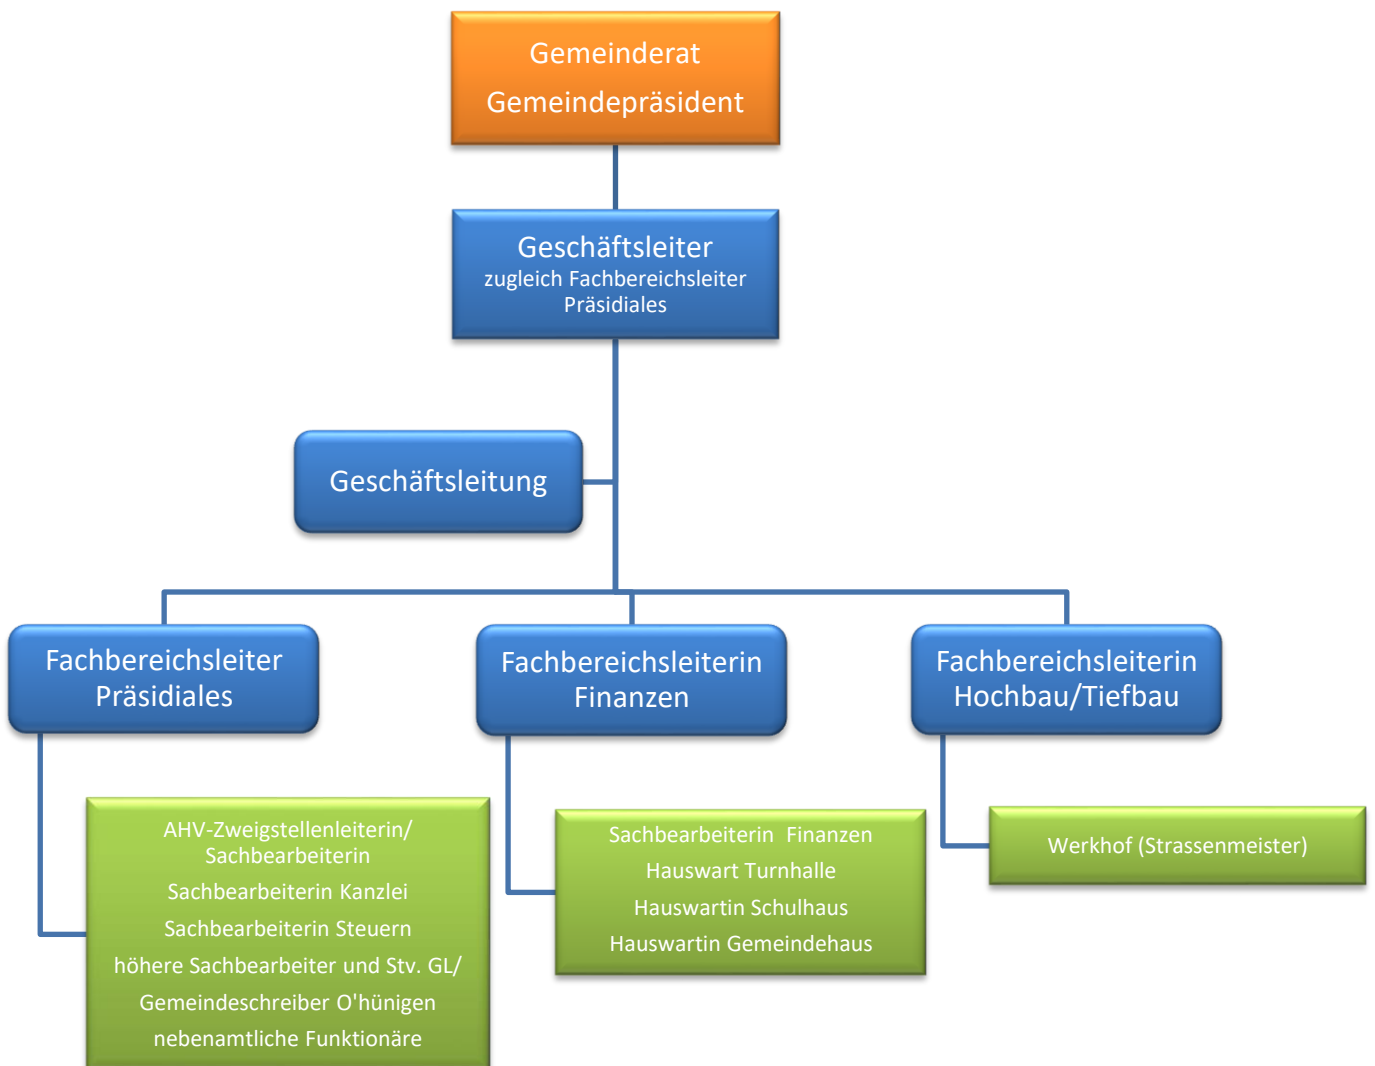 Gemeinderat
Gemeindepräsident
Geschäftsleiter
zugleich Fachbereichsleiter
Präsidiales
Geschäftsleitung
Fachbereichsleiter
Präsidiales
Fachbereichsleiterin
Finanzen
Fachbereichsleiterin
Hochbau/Tiefbau
AHV-Zweigstellenleiterin/
Sachbearbeiterin
Sachbearbeiterin Kanzlei
Sachbearbeiterin Steuern
höhere Sachbearbeiter und Stv. GL/
Gemeindeschreiber O'hünigen
nebenamtliche Funktionäre
Sachbearbeiterin  Finanzen
Hauswart Turnhalle
Hauswartin Schulhaus
Hauswartin Gemeindehaus
Werkhof (Strassenmeister)